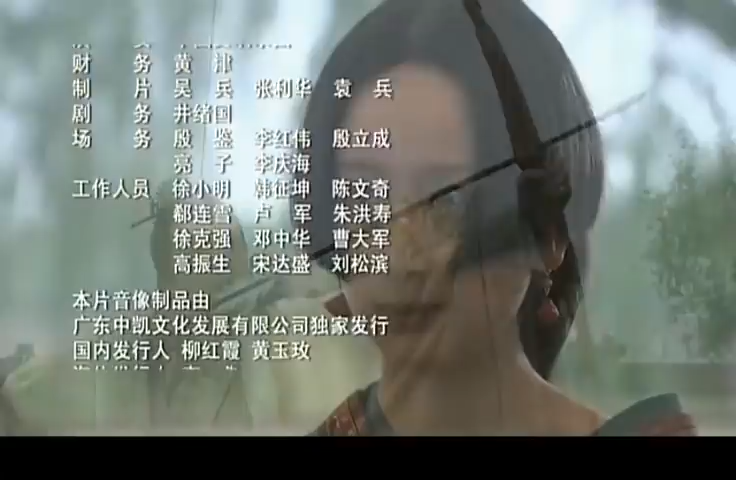 财 务 黄 津
制 片 吴 兵 张利华 袁 兵
剧 务 井绪国
场 务 殷 鉴 李红伟 殷立成
亮 子 李庆海
工作人员 徐小明 韩征坤 陈文奇
郗连雪 卢 军 朱洪寿
徐克强 邓中华 曹大军
高振生 宋达盛 刘松滨
本片音像制品由
广东中凯文化发展有限公司独家发行
国内发行人 柳红霞 黄玉玫